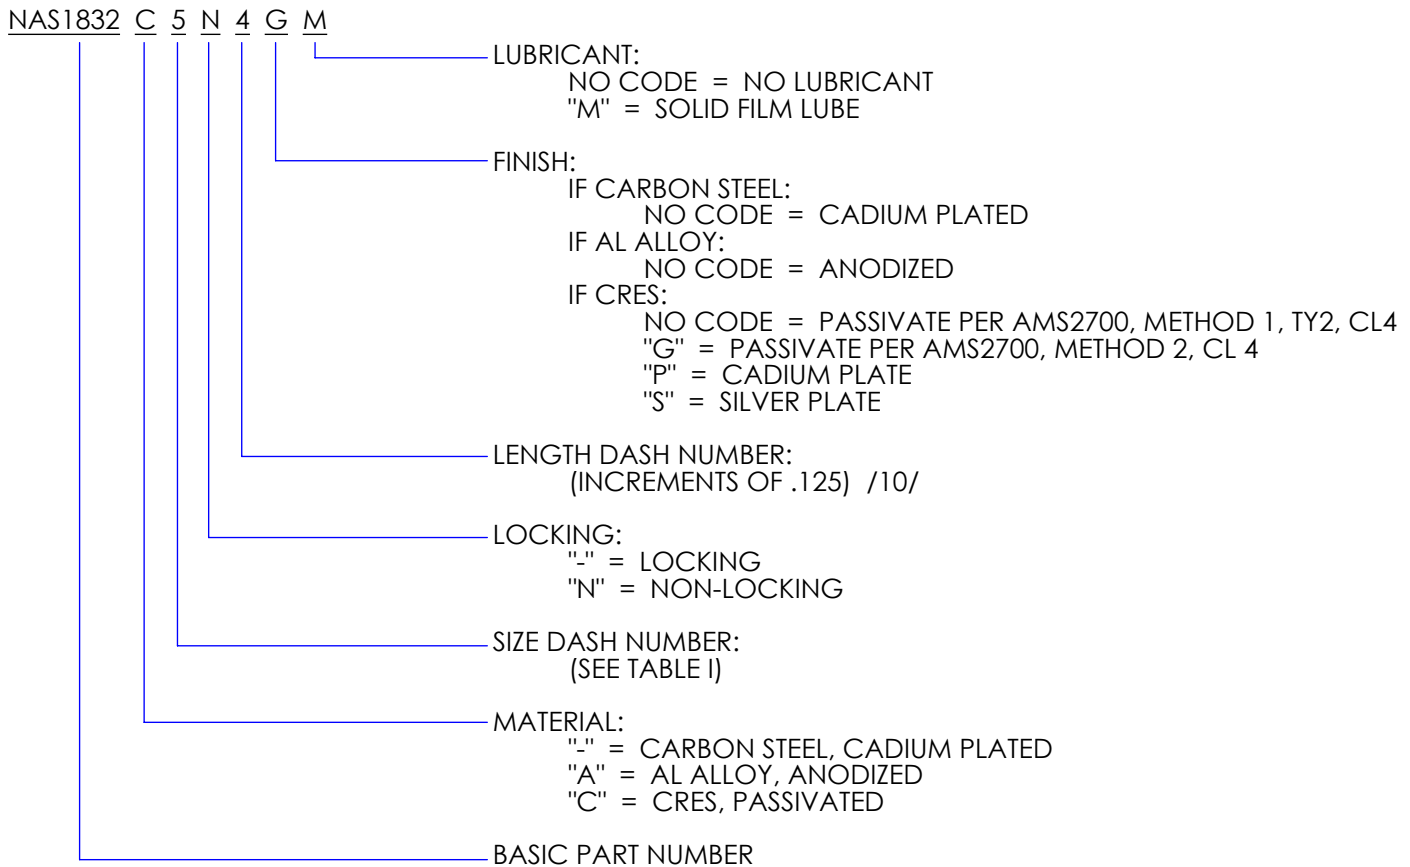 NAS1832 C 5 N 4 G M
LUBRICANT:
NO CODE = NO LUBRICANT
"M" = SOLID FILM LUBE
FINISH:
IF CARBON STEEL:
NO CODE = CADIUM PLATED
IF AL ALLOY:
NO CODE = ANODIZED
IF CRES:
NO CODE = PASSIVATE PER AMS2700, METHOD 1, TY2, CL4
"G" = PASSIVATE PER AMS2700, METHOD 2, CL 4
"P" = CADIUM PLATE
"S" = SILVER PLATE
LENGTH DASH NUMBER:
(INCREMENTS OF .125) /10/
LOCKING:
"-" = LOCKING
"N" = NON-LOCKING
SIZE DASH NUMBER:
(SEE TABLE I)
MATERIAL:
"-" = CARBON STEEL, CADIUM PLATED
"A" = AL ALLOY, ANODIZED
"C" = CRES, PASSIVATED
BASIC PART NUMBER